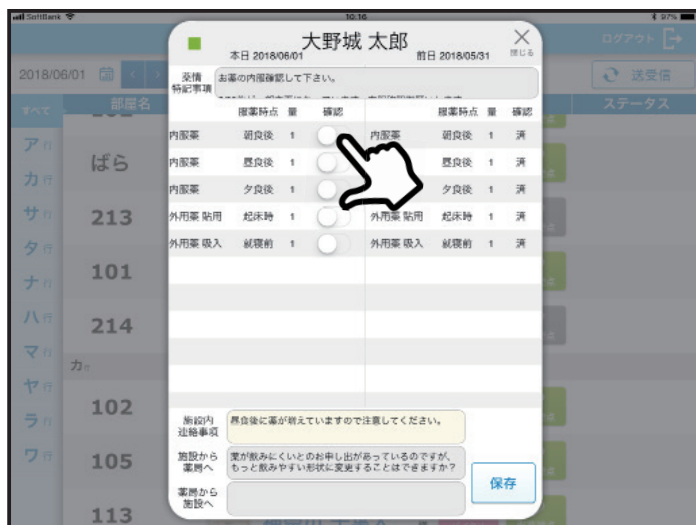 SoftBank
10:16
97%
ログアウト
2018/06/01
送受信
大野城 太郎
閉じる
本日 2018/06/01
前日 2018/05/31
薬情
特記事項
お薬の内服確認して下さい。
すべて
部屋名
ステータス
服薬時点 量 確認
服薬時点 量 確認
内服薬 朝食後 1
内服薬 朝食後 1 済
内服薬 昼食後 1
昼食後 1 済
内服薬 夕食後 1
夕食後 1 済
外用薬 貼用 起床時 1
外用薬 貼用 起床時 1 済
外用薬 吸入 就寝前 1
外用薬 吸入 就寝前 1 済
ア行
カ行
サ行
タ行
ナ行
ハ行
マ行
ヤ行
ラ行
ワ行
ばら
213
101
214
カ行
102
105
113
施設内
連絡事項
昼食後に薬が増えていますので注意してください。
施設から
薬局へ
薬が飲みにくいとのお申し出があっているのですが、
もっと飲みやすい形状に変更することはできますか？
薬局から
施設へ
保存